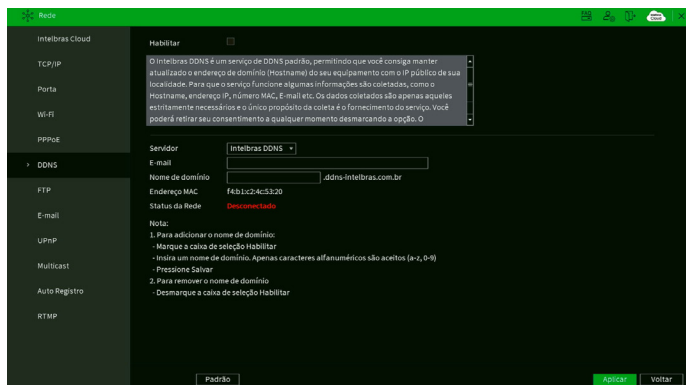 Rede
FAQ
Intelbras Cloud
TCP/IP
Porta
Wi-Fi
PPPoE
DDNS
FTP
E-mail
UPnP
Multicast
Auto Registro
RTMP
Habilitar
O Intelbras DDNS é um serviço de DDNS padrão, permitindo que você consiga manter
atualizado o endereço de domínio (Hostname) do seu equipamento com o IP público de sua
localidade. Para que o serviço funcione algumas informações são coletadas, como o
Hostname, endereço IP, número MAC, E-mail etc. Os dados coletados são apenas aqueles
estritamente necessários e o único propósito da coleta é o fornecimento do serviço. Você
poderá retirar seu consentimento a qualquer momento desmarcando a opção. O
Servidor Intelbras DDNS
E-mail
Nome de domínio .ddns-intelbras.com.br
Endereço MAC f4:b1:c2:4c:53:20
Status da Rede Desconectado
Nota:
1. Para adicionar o nome de domínio:
- Marque a caixa de seleção Habilitar
- Insira um nome de domínio. Apenas caracteres alfanuméricos são aceitos (a-z, 0-9)
- Pressione Salvar
2. Para remover o nome de domínio
- Desmarque a caixa de seleção Habilitar
Padrão Aplicar Voltar